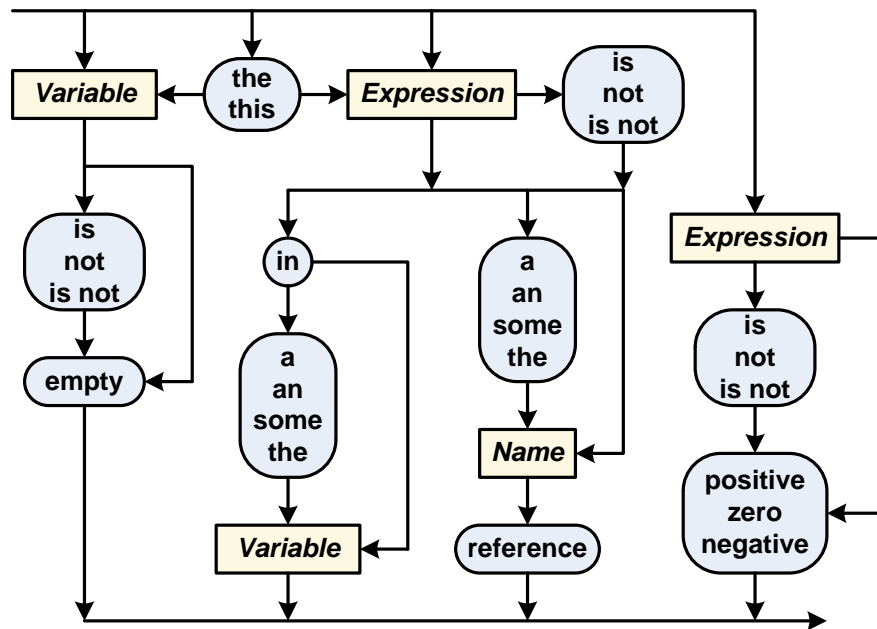 Variable
the
this
Expression
is
not
is not
is
not
is not
empty
in
a
an
some
the
Variable
a
an
some
the
Name
reference
Expression
is
not
is not
positive
zero
negative